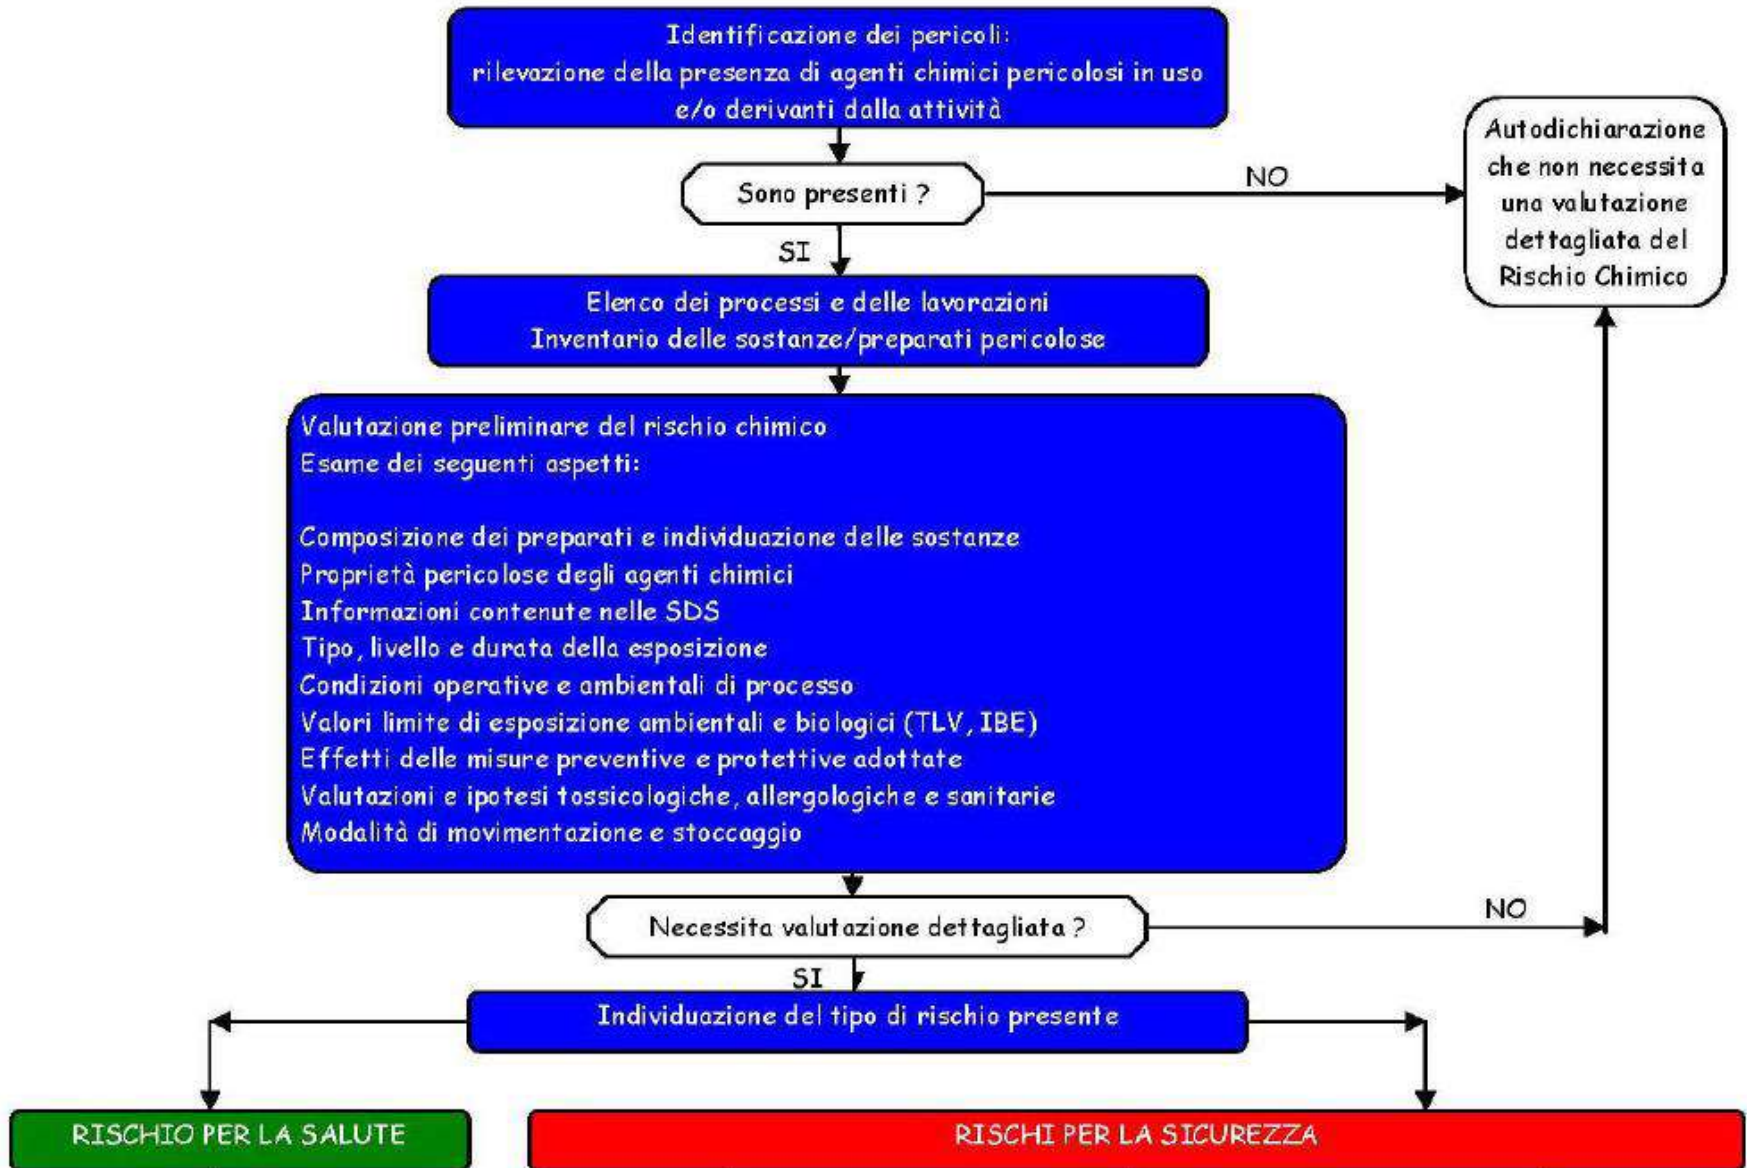 Identificazione dei pericoli:
rilevazione della presenza di agenti chimici pericolosi in uso
e/o derivanti dalla attività
Sono presenti ?
NO
Autodichiarazione
che non necessita
una valutazione
dettagliata del
Rischio Chimico
SI
Elenco dei processi e delle lavorazioni
Inventario delle sostanze/preparati pericolose
Valutazione preliminare del rischio chimico
Esame dei seguenti aspetti:
Composizione dei preparati e individuazione delle sostanze
Proprietà pericolose degli agenti chimici
Informazioni contenute nelle SDS
Tipo, livello e durata della esposizione
Condizioni operative e ambientali di processo
Valori limite di esposizione ambientali e biologici (TLV, IBE)
Effetti delle misure preventive e protettive adottate
Valutazioni e ipotesi tossicologiche, allergologiche e sanitarie
Modalità di movimentazione e stoccaggio
Necessita valutazione dettagliata ?
NO
SI
Individuazione del tipo di rischio presente
RISCHIO PER LA SALUTE
RISCHI PER LA SICUREZZA